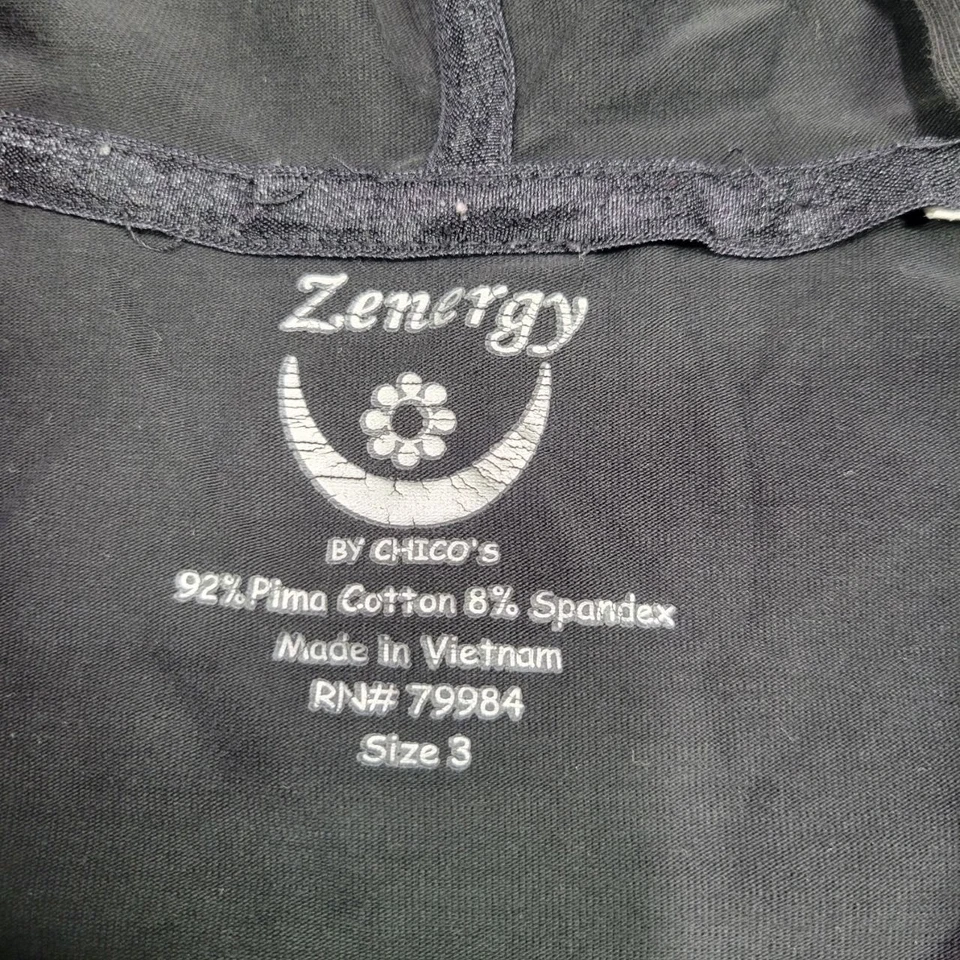 Zenergy
BY CHICO'S
92% Pima Cotton 8% Spandex
Made in Vietnam
RN# 79984
Size 3